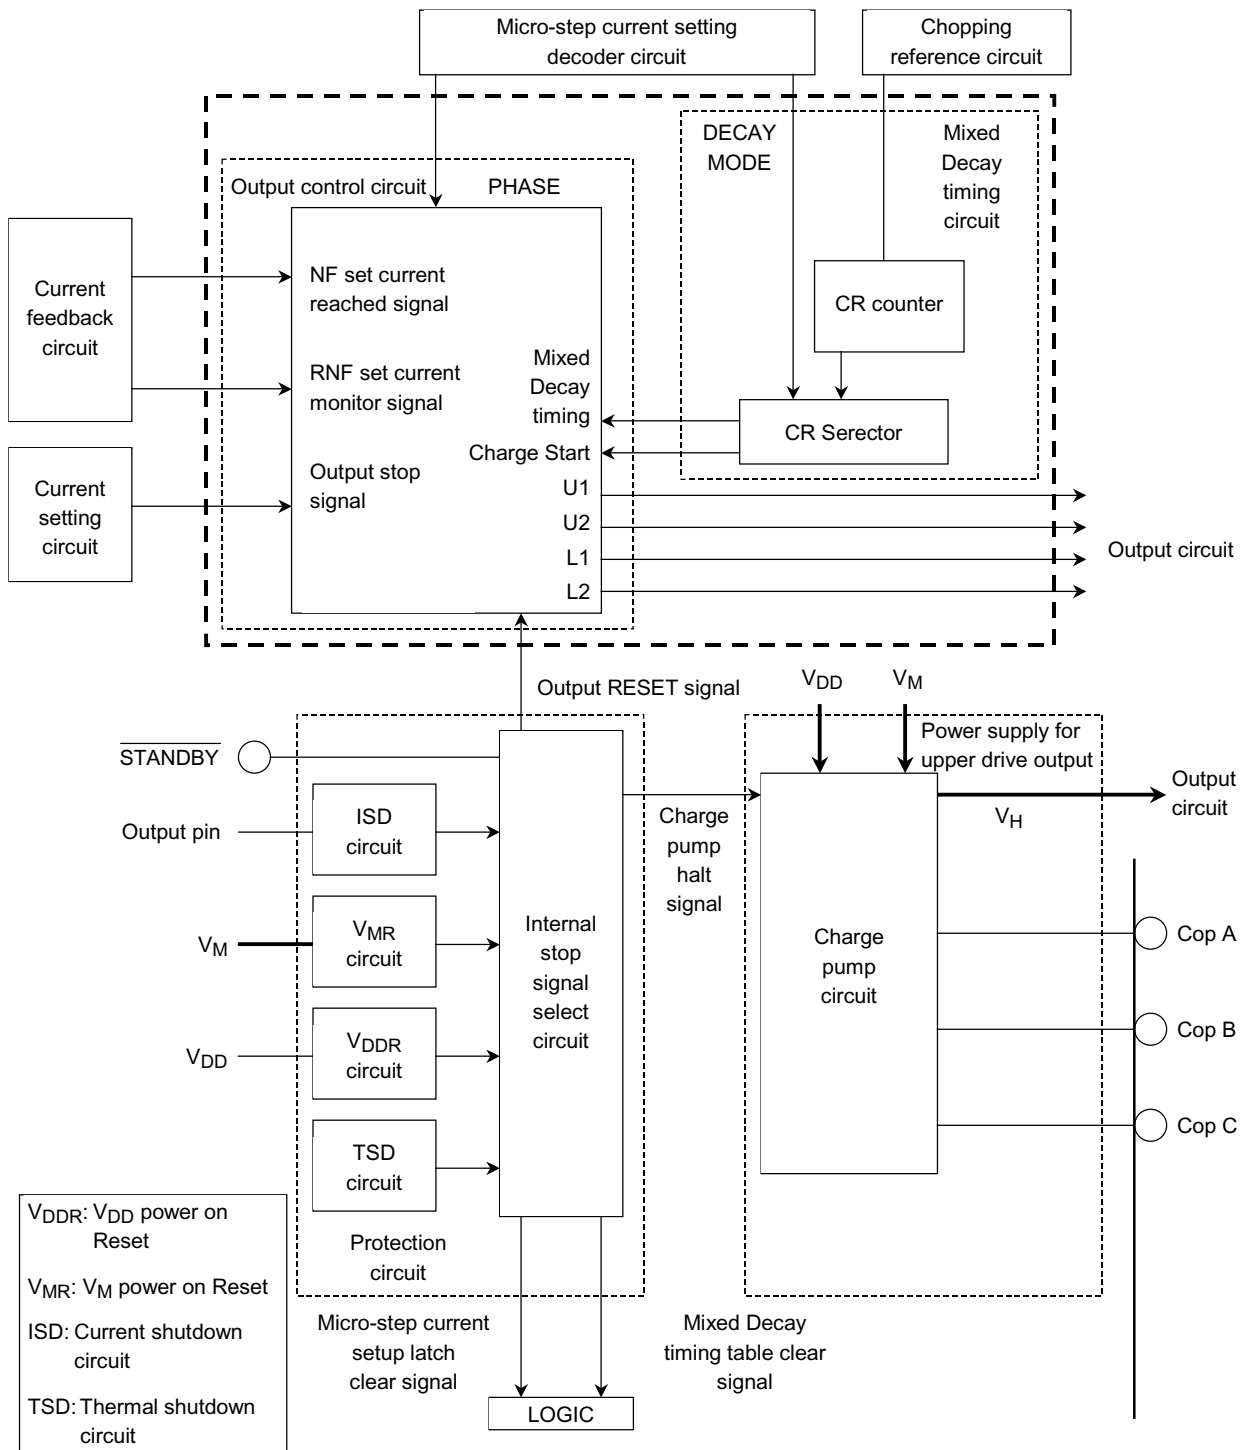 Micro-step current setting
decoder circuit
Chopping
reference circuit
DECAY
MODE
Mixed
Decay
timing
circuit
Output control circuit
PHASE
Current
feedback
circuit
NF set current
reached signal
CR counter
RNF set current
monitor signal
Mixed
Decay
timing
CR Serector
Charge Start
Current
setting
circuit
Output stop
signal
U1
U2
L1
L2
Output circuit
Output RESET signal
VDD
VM
STANDBY
Power supply for
upper drive output
Output
circuit
VH
Output pin
ISD
circuit
Charge
pump
halt
signal
VM
VMR
circuit
Internal
stop
signal
select
circuit
Charge
pump
circuit
Cop A
VDD
VDDR
circuit
Cop B
TSD
circuit
Cop C
Protection
circuit
VDDR: VDD power on
Reset
VMR: VM power on Reset
ISD: Current shutdown
circuit
TSD: Thermal shutdown
circuit
Micro-step current
setup latch
clear signal
Mixed Decay
timing table clear
signal
LOGIC